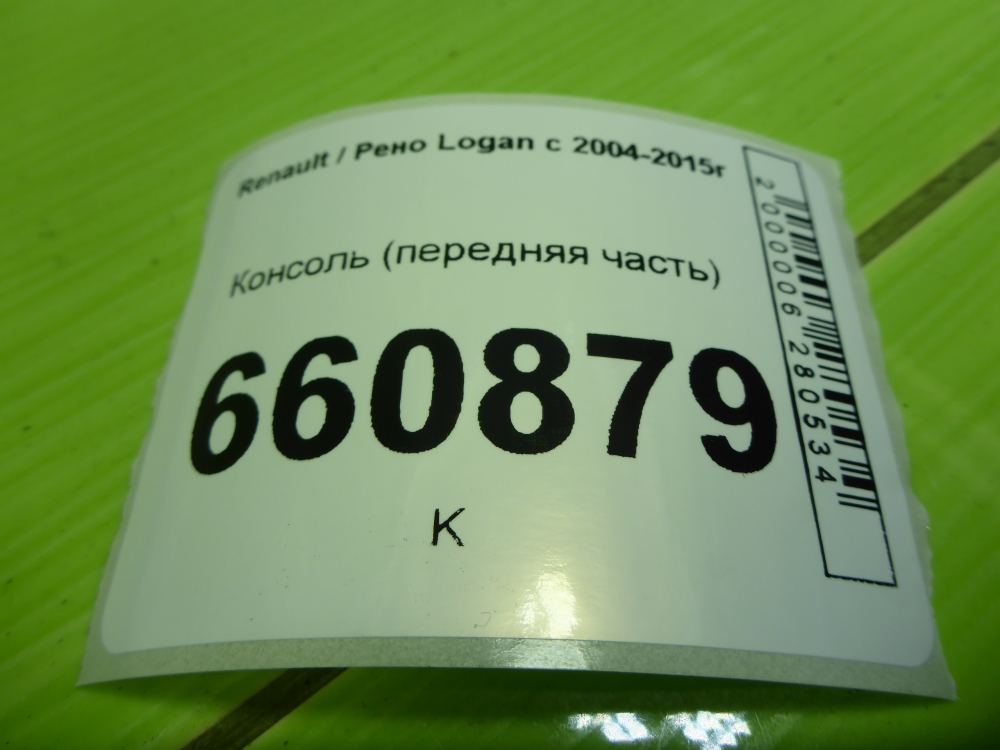 Renault / Рено Logan с 2004-2015г
Консоль (передняя часть)
660879
К
2000006280534